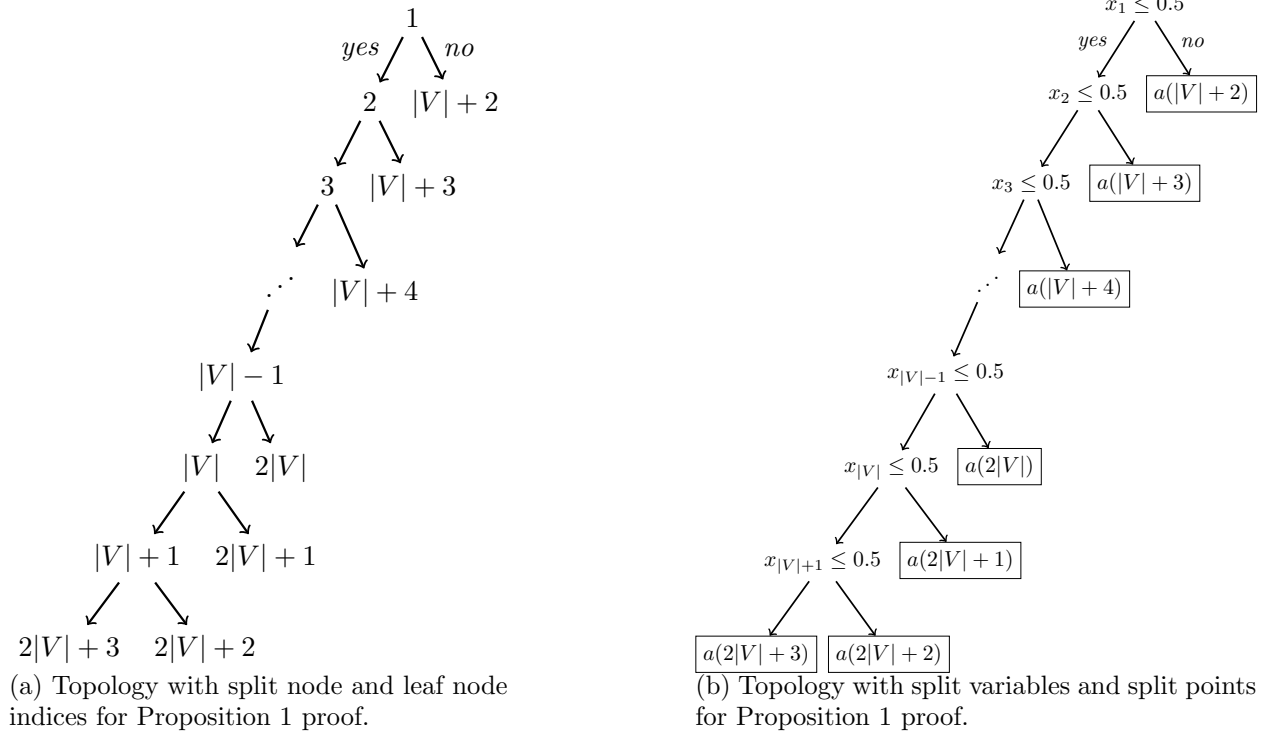 1
yes no
2 |V| + 2
3 |V| + 3
⋰ |V| + 4
|V| − 1
|V| 2|V|
|V| + 1 2|V| + 1
2|V| + 3 2|V| + 2
(a) Topology with split node and leaf node
indices for Proposition 1 proof.
x₁ ≤ 0.5
yes no
x₂ ≤ 0.5 a(|V| + 2)
x₃ ≤ 0.5 a(|V| + 3)
⋰ a(|V| + 4)
x_{|V|−1} ≤ 0.5
x_{|V|} ≤ 0.5 a(2|V|)
x_{|V|+1} ≤ 0.5 a(2|V| + 1)
a(2|V| + 3) a(2|V| + 2)
(b) Topology with split variables and split points
for Proposition 1 proof.